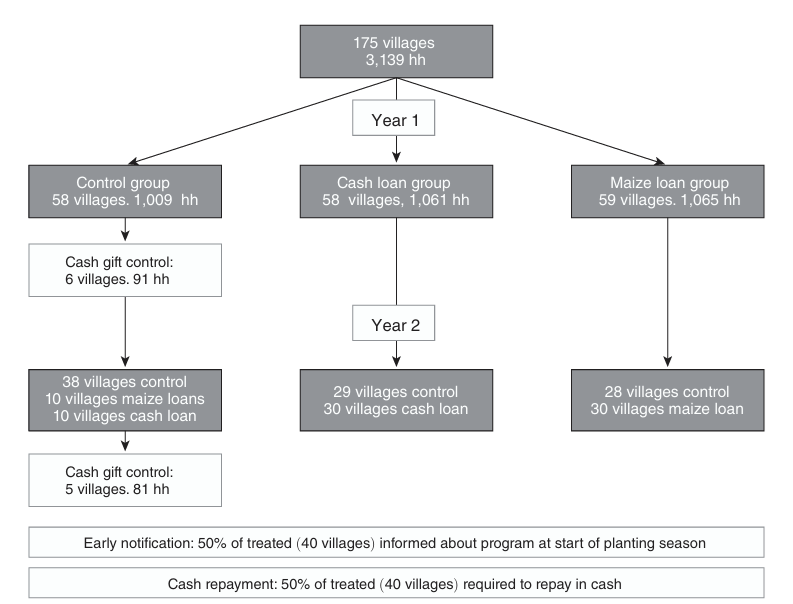 175 villages
3,139 hh
Year 1
Control group
58 villages. 1,009 hh
Cash loan group
58 villages, 1,061 hh
Maize loan group
59 villages. 1,065 hh
Cash gift control:
6 villages. 91 hh
Year 2
38 villages control
10 villages maize loans
10 villages cash loan
29 villages control
30 villages cash loan
28 villages control
30 villages maize loan
Cash gift control:
5 villages. 81 hh
Early notification: 50% of treated (40 villages) informed about program at start of planting season
Cash repayment: 50% of treated (40 villages) required to repay in cash